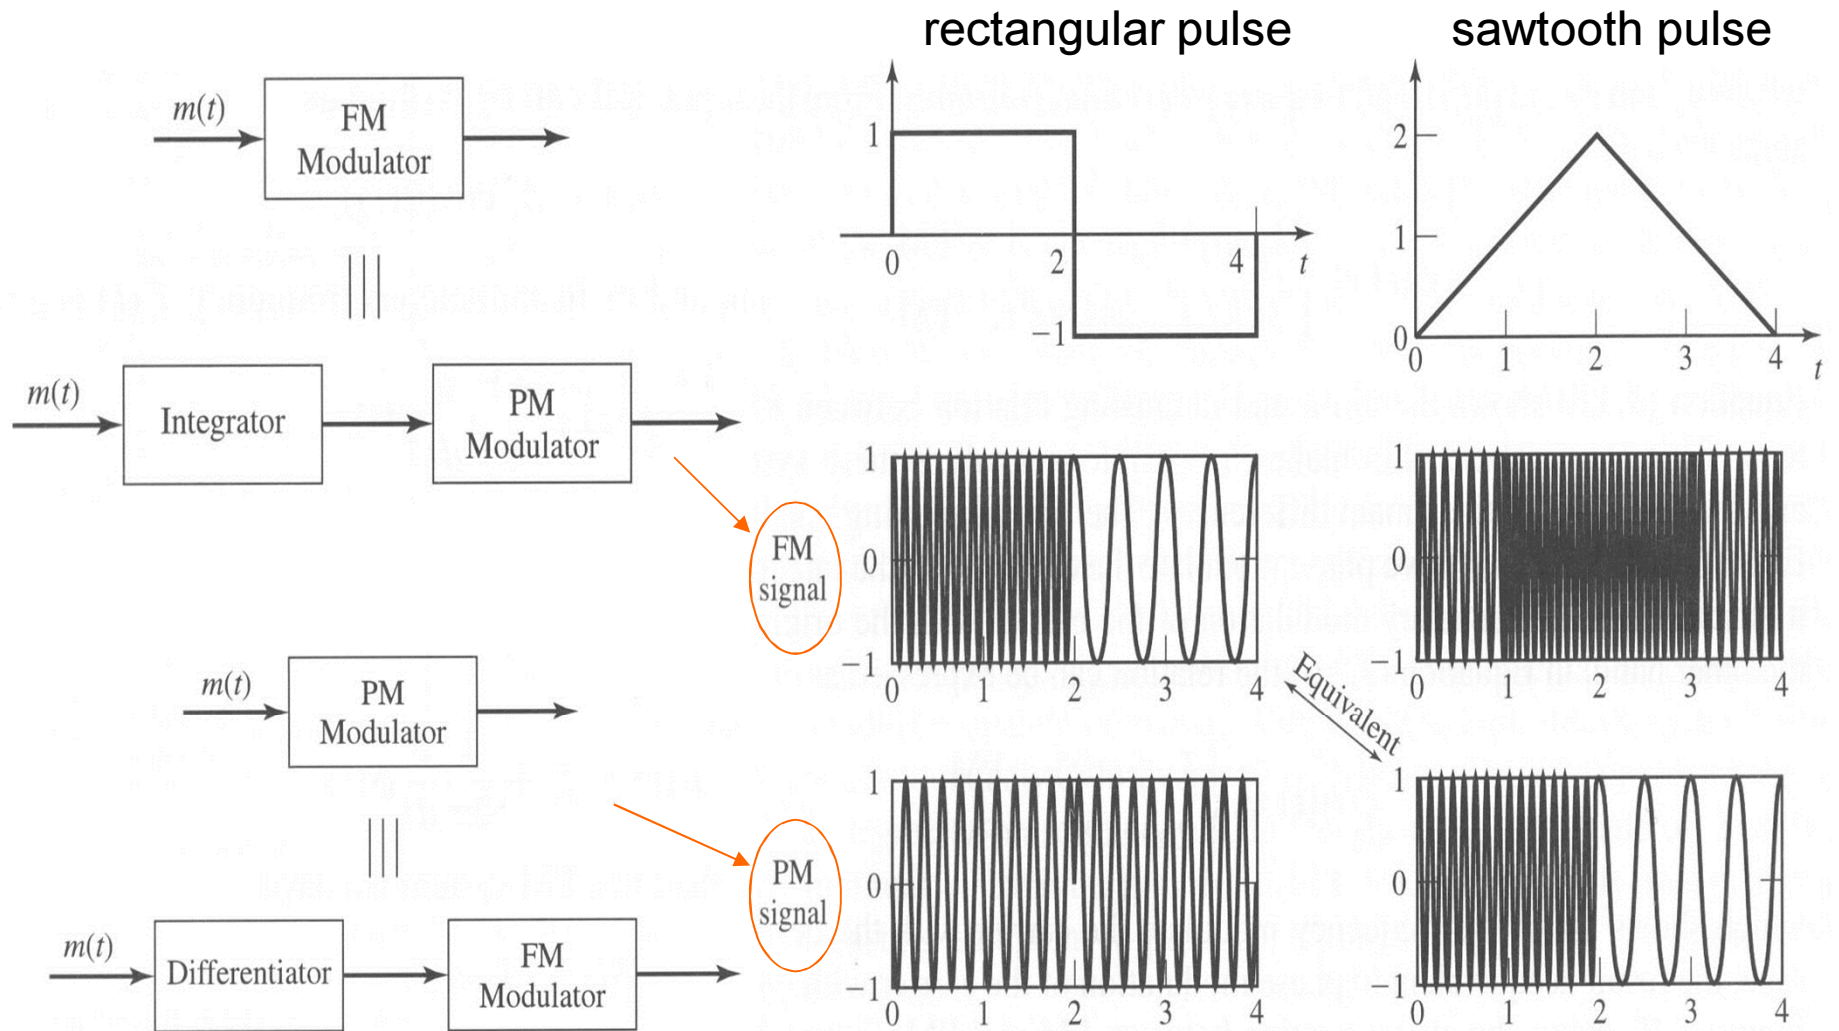 rectangular pulse
sawtooth pulse
m(t)
FM
Modulator
m(t)
Integrator
PM
Modulator
m(t)
PM
Modulator
m(t)
Differentiator
FM
Modulator
1
0
2
4
t
−1
2
1
0
0
1
2
3
4
t
FM
signal
1
0
−1
0
1
2
3
4
1
0
−1
0
1
2
3
4
Equivalent
PM
signal
1
0
−1
0
1
2
3
4
1
0
−1
0
1
2
3
4